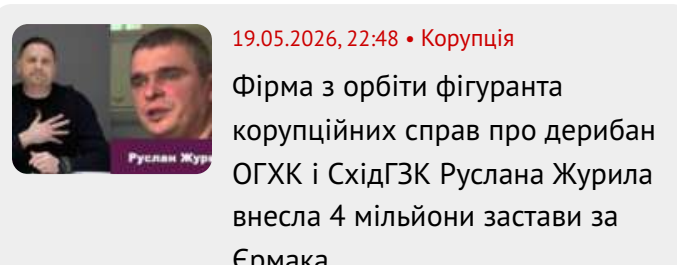 19.05.2026, 22:48 • Корупція
Фірма з орбіти фігуранта
корупційних справ про дерибан
ОГХК і СхідГЗК Руслана Журила
внесла 4 мільйони застави за
Єрмака
Руслан Жур